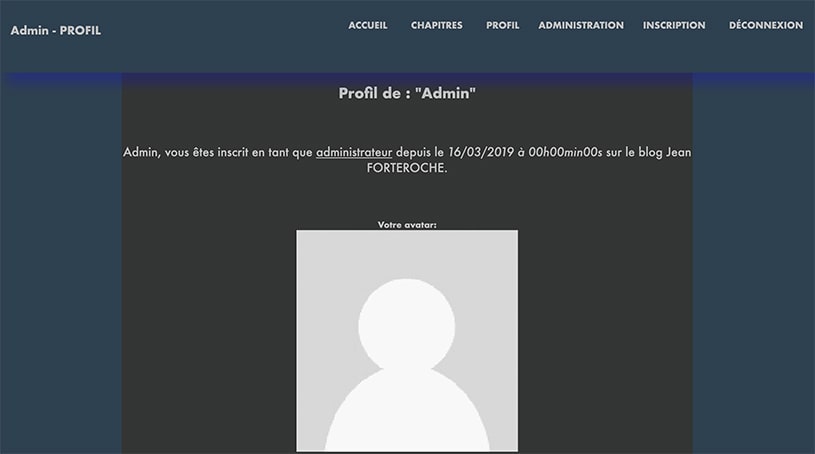 Admin - PROFIL
ACCUEIL CHAPITRES PROFIL ADMINISTRATION INSCRIPTION DÉCONNEXION
Profil de : "Admin"
Admin, vous êtes inscrit en tant que administrateur depuis le 16/03/2019 à 00h00min00s sur le blog Jean
FORTEROCHE.
Votre avatar: